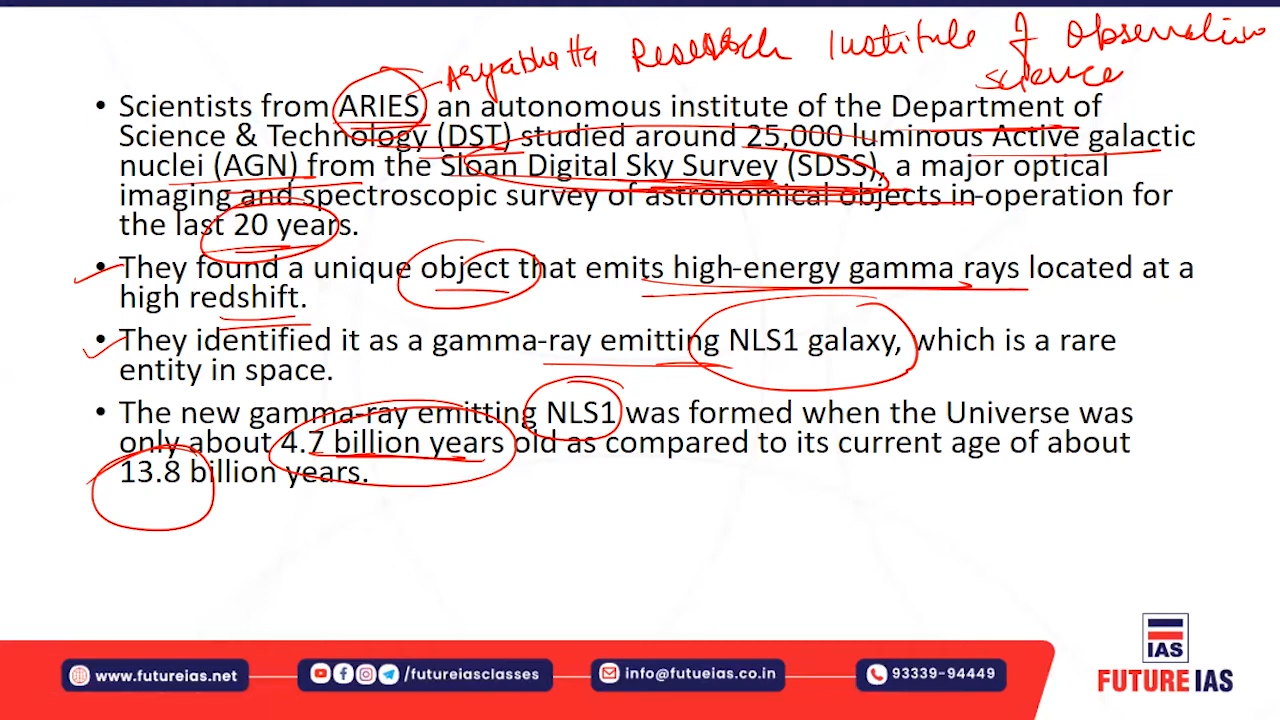 Aryabhatta Research Institute of Observation
science
• Scientists from ARIES, an autonomous institute of the Department of
Science & Technology (DST) studied around 25,000 luminous Active galactic
nuclei (AGN) from the Sloan Digital Sky Survey (SDSS), a major optical
imaging and spectroscopic survey of astronomical objects in-operation for
the last 20 years.
• They found a unique object that emits high-energy gamma rays located at a
high redshift.
• They identified it as a gamma-ray emitting NLS1 galaxy, which is a rare
entity in space.
• The new gamma-ray emitting NLS1 was formed when the Universe was
only about 4.7 billion years old as compared to its current age of about
13.8 billion years.
IAS
FUTURE IAS
www.futureias.net
/futureiasclasses
info@futueias.co.in
93339-94449